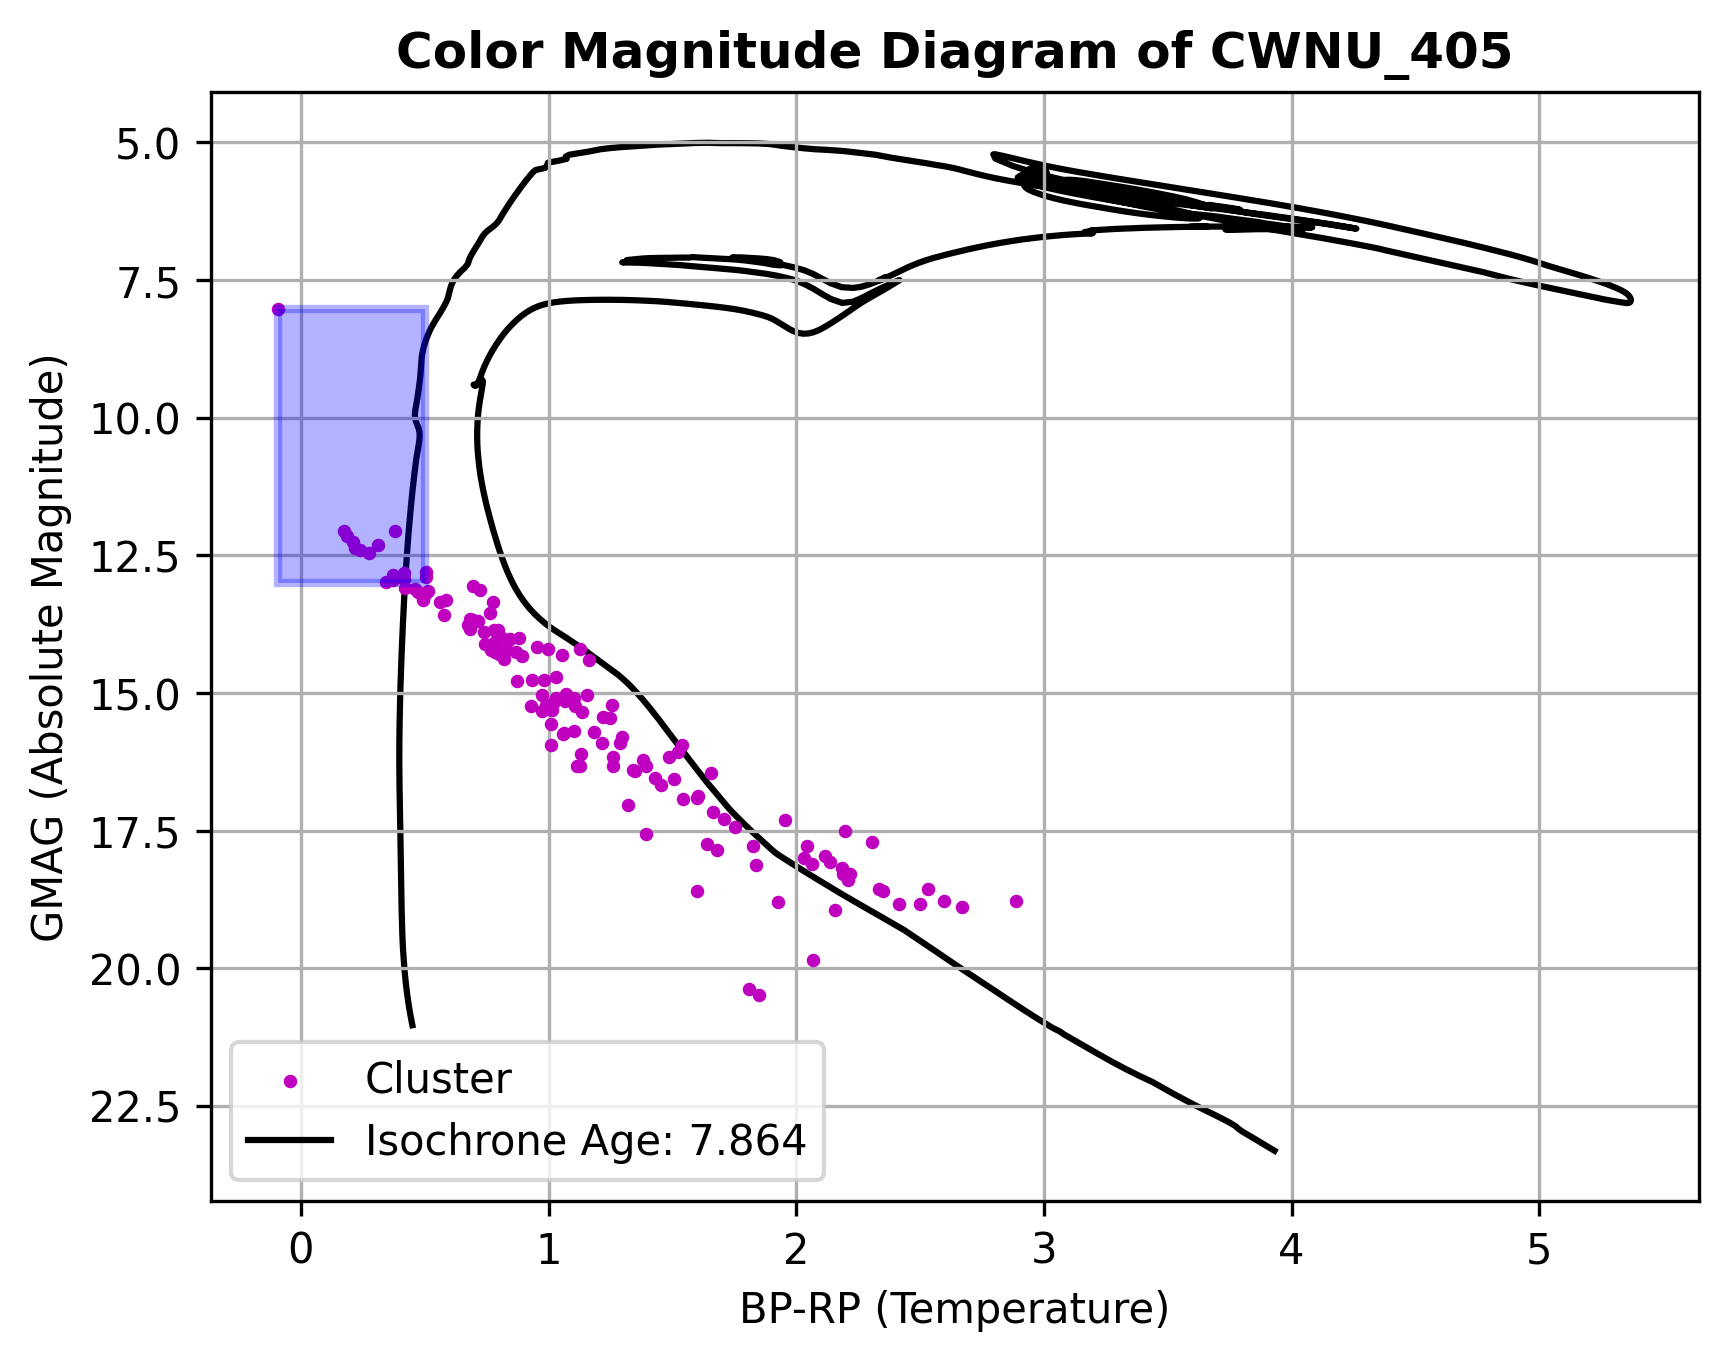 Color Magnitude Diagram of CWNU_405
GMAG (Absolute Magnitude)
5.0
7.5
10.0
12.5
15.0
17.5
20.0
22.5
Cluster
Isochrone Age: 7.864
0 1 2 3 4 5
BP-RP (Temperature)